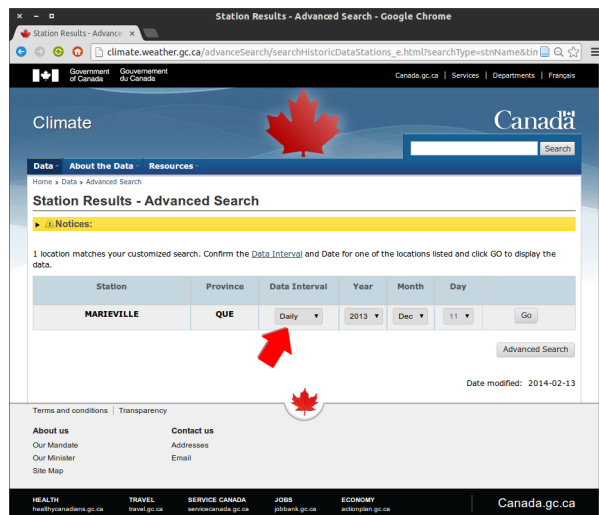 Station Results - Advanced Search - Google Chrome
Station Results - Advance
climate.weather.gc.ca/advanceSearch/searchHistoricDataStations_e.html?searchType=stnName&tim
Government of Canada
Gouvernement du Canada
Canada.gc.ca | Services | Departments | Français
Climate
Canada
Search
Data
About the Data
Resources
Home » Data » Advanced Search
Station Results - Advanced Search
Notices:
1 location matches your customized search. Confirm the Data Interval and Date for one of the locations listed and click GO to display the
data.
Station Province Data Interval Year Month Day
MARIEVILLE QUE Daily 2013 Dec 11 Go
Advanced Search
Date modified: 2014-02-13
Terms and conditions | Transparency
About us Contact us
Our Mandate Addresses
Our Minister Email
Site Map
HEALTH TRAVEL SERVICE CANADA JOBS ECONOMY
healthycanadians.gc.ca travel.gc.ca servicecanada.gc.ca jobbank.gc.ca actionplan.gc.ca
Canada.gc.ca